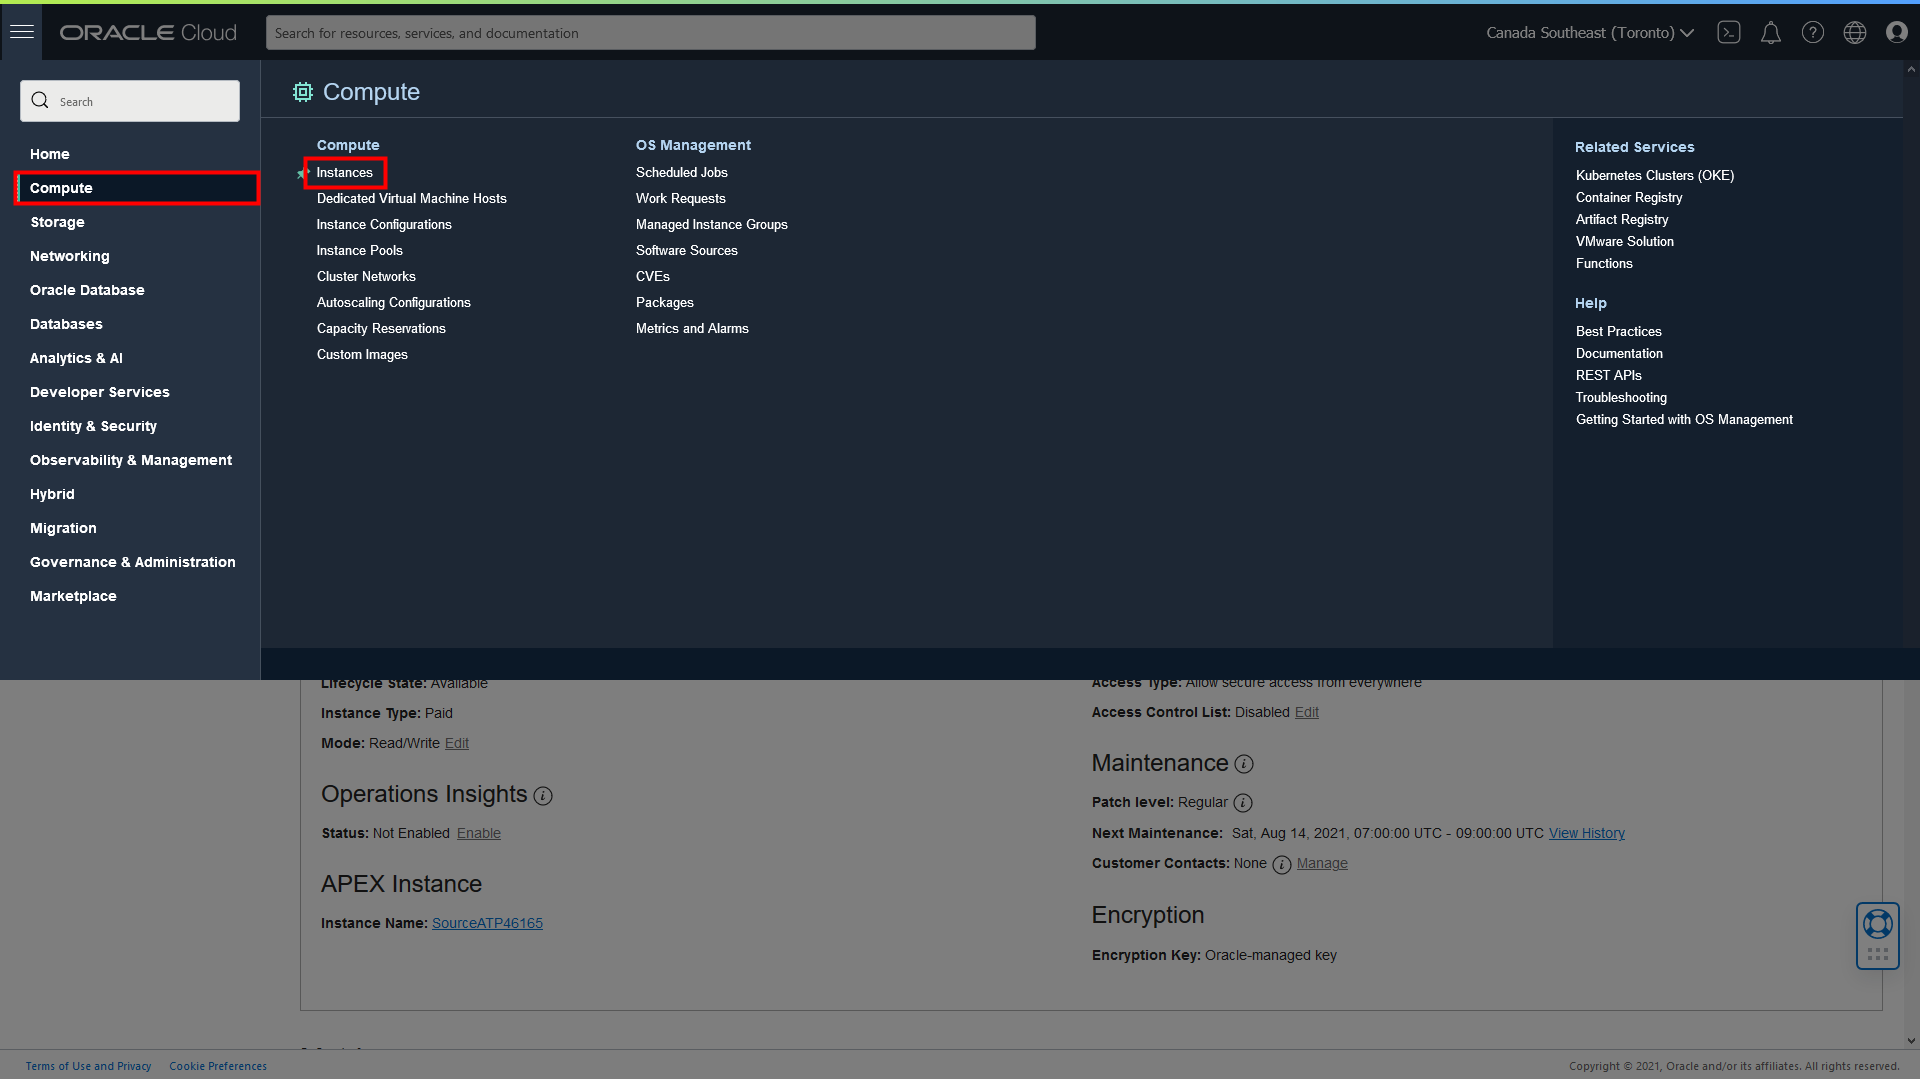 ORACLE Cloud
Search for resources, services, and documentation
Canada Southeast (Toronto)
Search
Home
Compute
Storage
Networking
Oracle Database
Databases
Analytics & AI
Developer Services
Identity & Security
Observability & Management
Hybrid
Migration
Governance & Administration
Marketplace
Compute
Compute
Instances
Dedicated Virtual Machine Hosts
Instance Configurations
Instance Pools
Cluster Networks
Autoscaling Configurations
Capacity Reservations
Custom Images
OS Management
Scheduled Jobs
Work Requests
Managed Instance Groups
Software Sources
CVEs
Packages
Metrics and Alarms
Related Services
Kubernetes Clusters (OKE)
Container Registry
Artifact Registry
VMware Solution
Functions
Help
Best Practices
Documentation
REST APIs
Troubleshooting
Getting Started with OS Management
Lifecycle State: Available
Instance Type: Paid
Mode: Read/Write Edit
Operations Insights
Status: Not Enabled Enable
APEX Instance
Instance Name: SourceATP46165
Access Type: Allow secure access from everywhere
Access Control List: Disabled Edit
Maintenance
Patch level: Regular
Next Maintenance: Sat, Aug 14, 2021, 07:00:00 UTC - 09:00:00 UTC View History
Customer Contacts: None Manage
Encryption
Encryption Key: Oracle-managed key
Terms of Use and Privacy Cookie Preferences
Copyright © 2021, Oracle and/or its affiliates. All rights reserved.